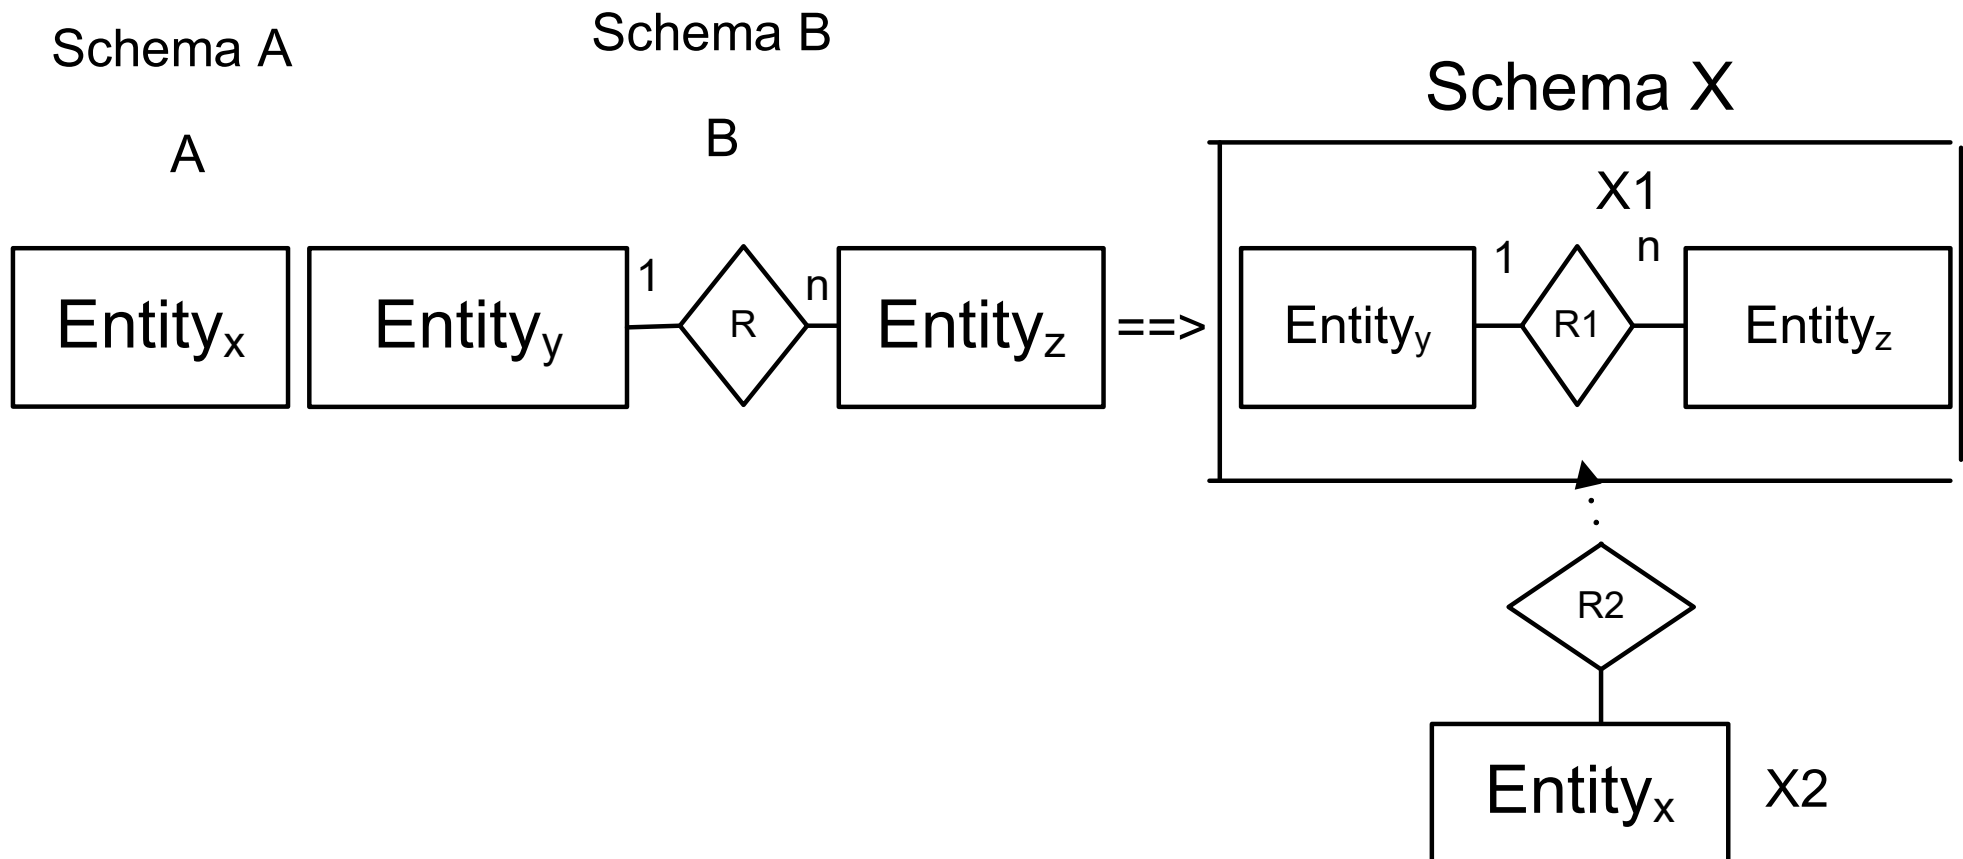 Schema A
Schema B
Schema X
A
B
X1
Entityx
Entityy
1
R
n
Entityz
==>
Entityy
1
R1
n
Entityz
R2
Entityx
X2